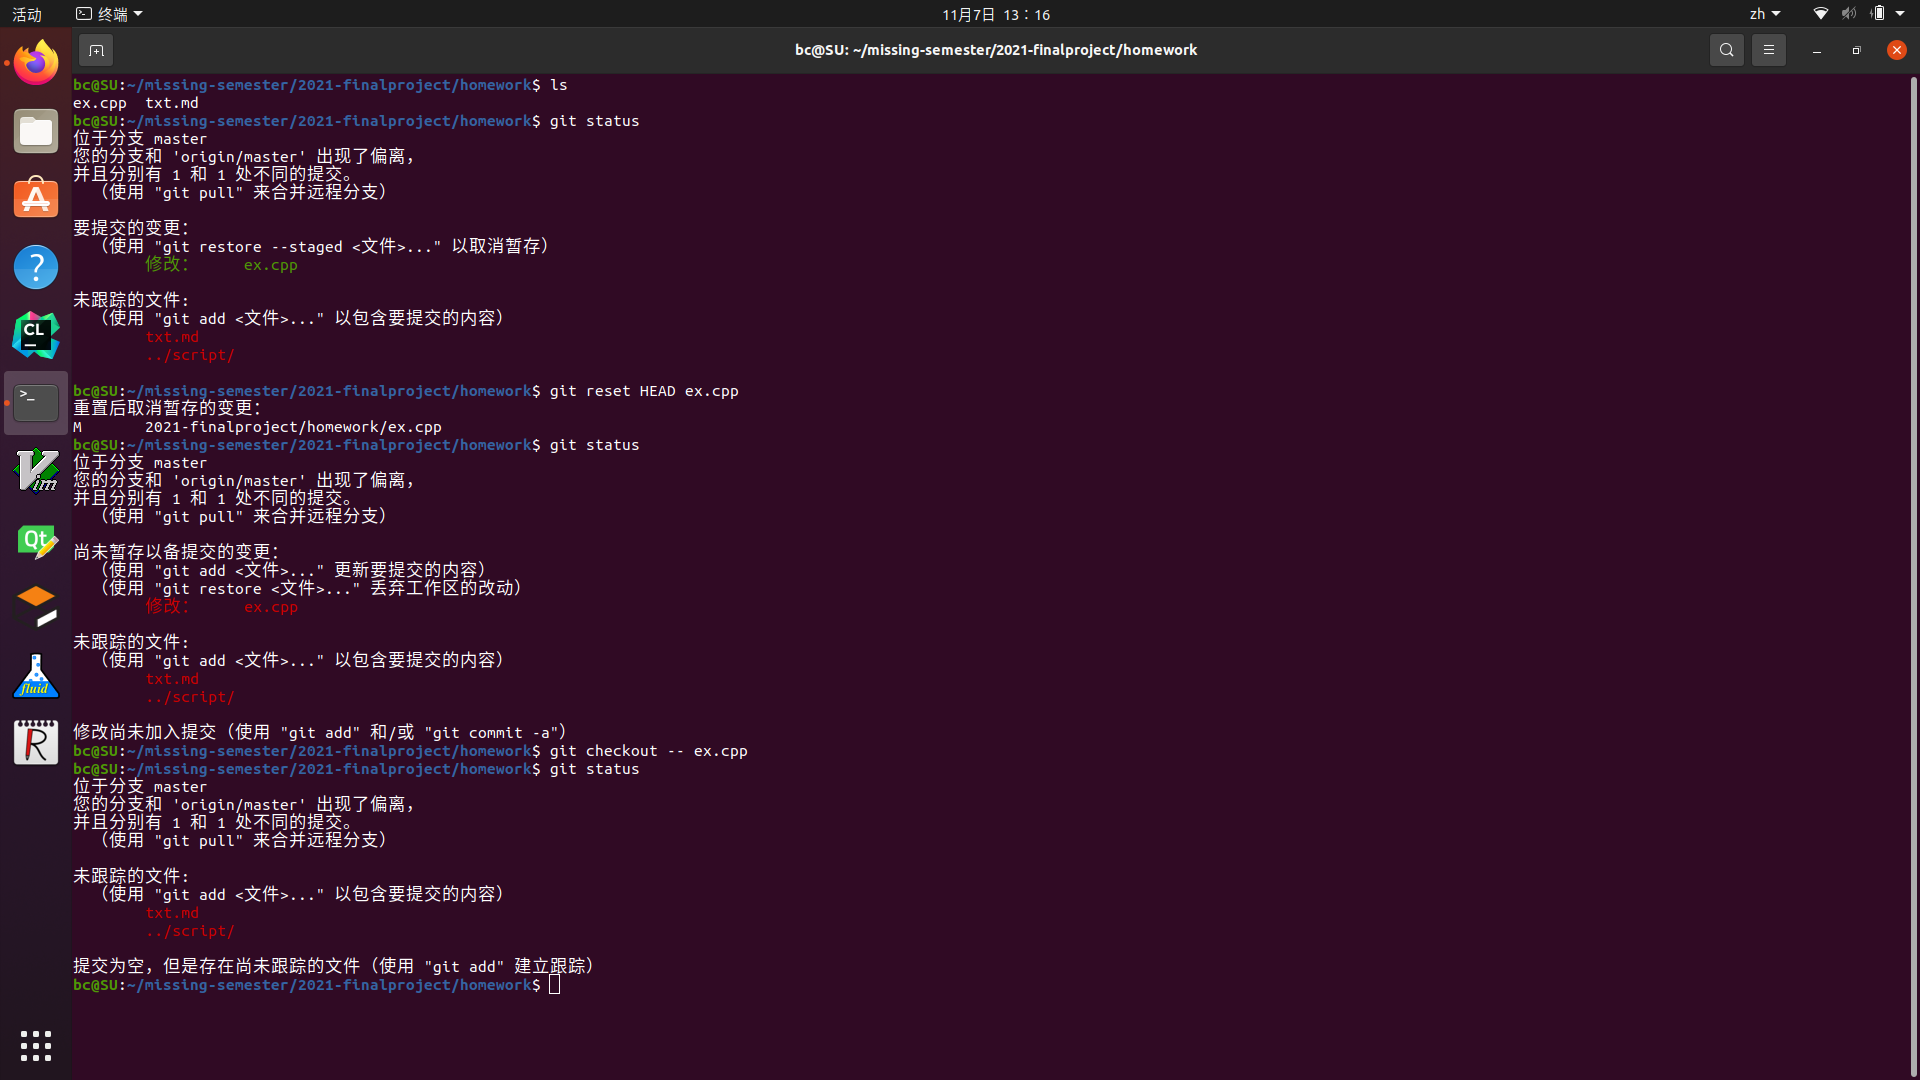 活动
终端
11月7日 13：16
zh
bc@SU: ~/missing-semester/2021-finalproject/homework
bc@SU:~/missing-semester/2021-finalproject/homework$ ls
ex.cpp  txt.md
bc@SU:~/missing-semester/2021-finalproject/homework$ git status
位于分支 master
您的分支和 'origin/master' 出现了偏离，
并且分别有 1 和 1 处不同的提交。
（使用 "git pull" 来合并远程分支）
要提交的变更：
（使用 "git restore --staged <文件>..." 以取消暂存）
修改：     ex.cpp
未跟踪的文件:
（使用 "git add <文件>..." 以包含要提交的内容）
txt.md
../script/
bc@SU:~/missing-semester/2021-finalproject/homework$ git reset HEAD ex.cpp
重置后取消暂存的变更：
M       2021-finalproject/homework/ex.cpp
bc@SU:~/missing-semester/2021-finalproject/homework$ git status
位于分支 master
您的分支和 'origin/master' 出现了偏离，
并且分别有 1 和 1 处不同的提交。
（使用 "git pull" 来合并远程分支）
尚未暂存以备提交的变更：
（使用 "git add <文件>..." 更新要提交的内容）
（使用 "git restore <文件>..." 丢弃工作区的改动）
修改：     ex.cpp
未跟踪的文件:
（使用 "git add <文件>..." 以包含要提交的内容）
txt.md
../script/
修改尚未加入提交（使用 "git add" 和/或 "git commit -a"）
bc@SU:~/missing-semester/2021-finalproject/homework$ git checkout -- ex.cpp
bc@SU:~/missing-semester/2021-finalproject/homework$ git status
位于分支 master
您的分支和 'origin/master' 出现了偏离，
并且分别有 1 和 1 处不同的提交。
（使用 "git pull" 来合并远程分支）
未跟踪的文件:
（使用 "git add <文件>..." 以包含要提交的内容）
txt.md
../script/
提交为空，但是存在尚未跟踪的文件（使用 "git add" 建立跟踪）
bc@SU:~/missing-semester/2021-finalproject/homework$
A
?
CL
>_
Vim
Qt
fluid
R